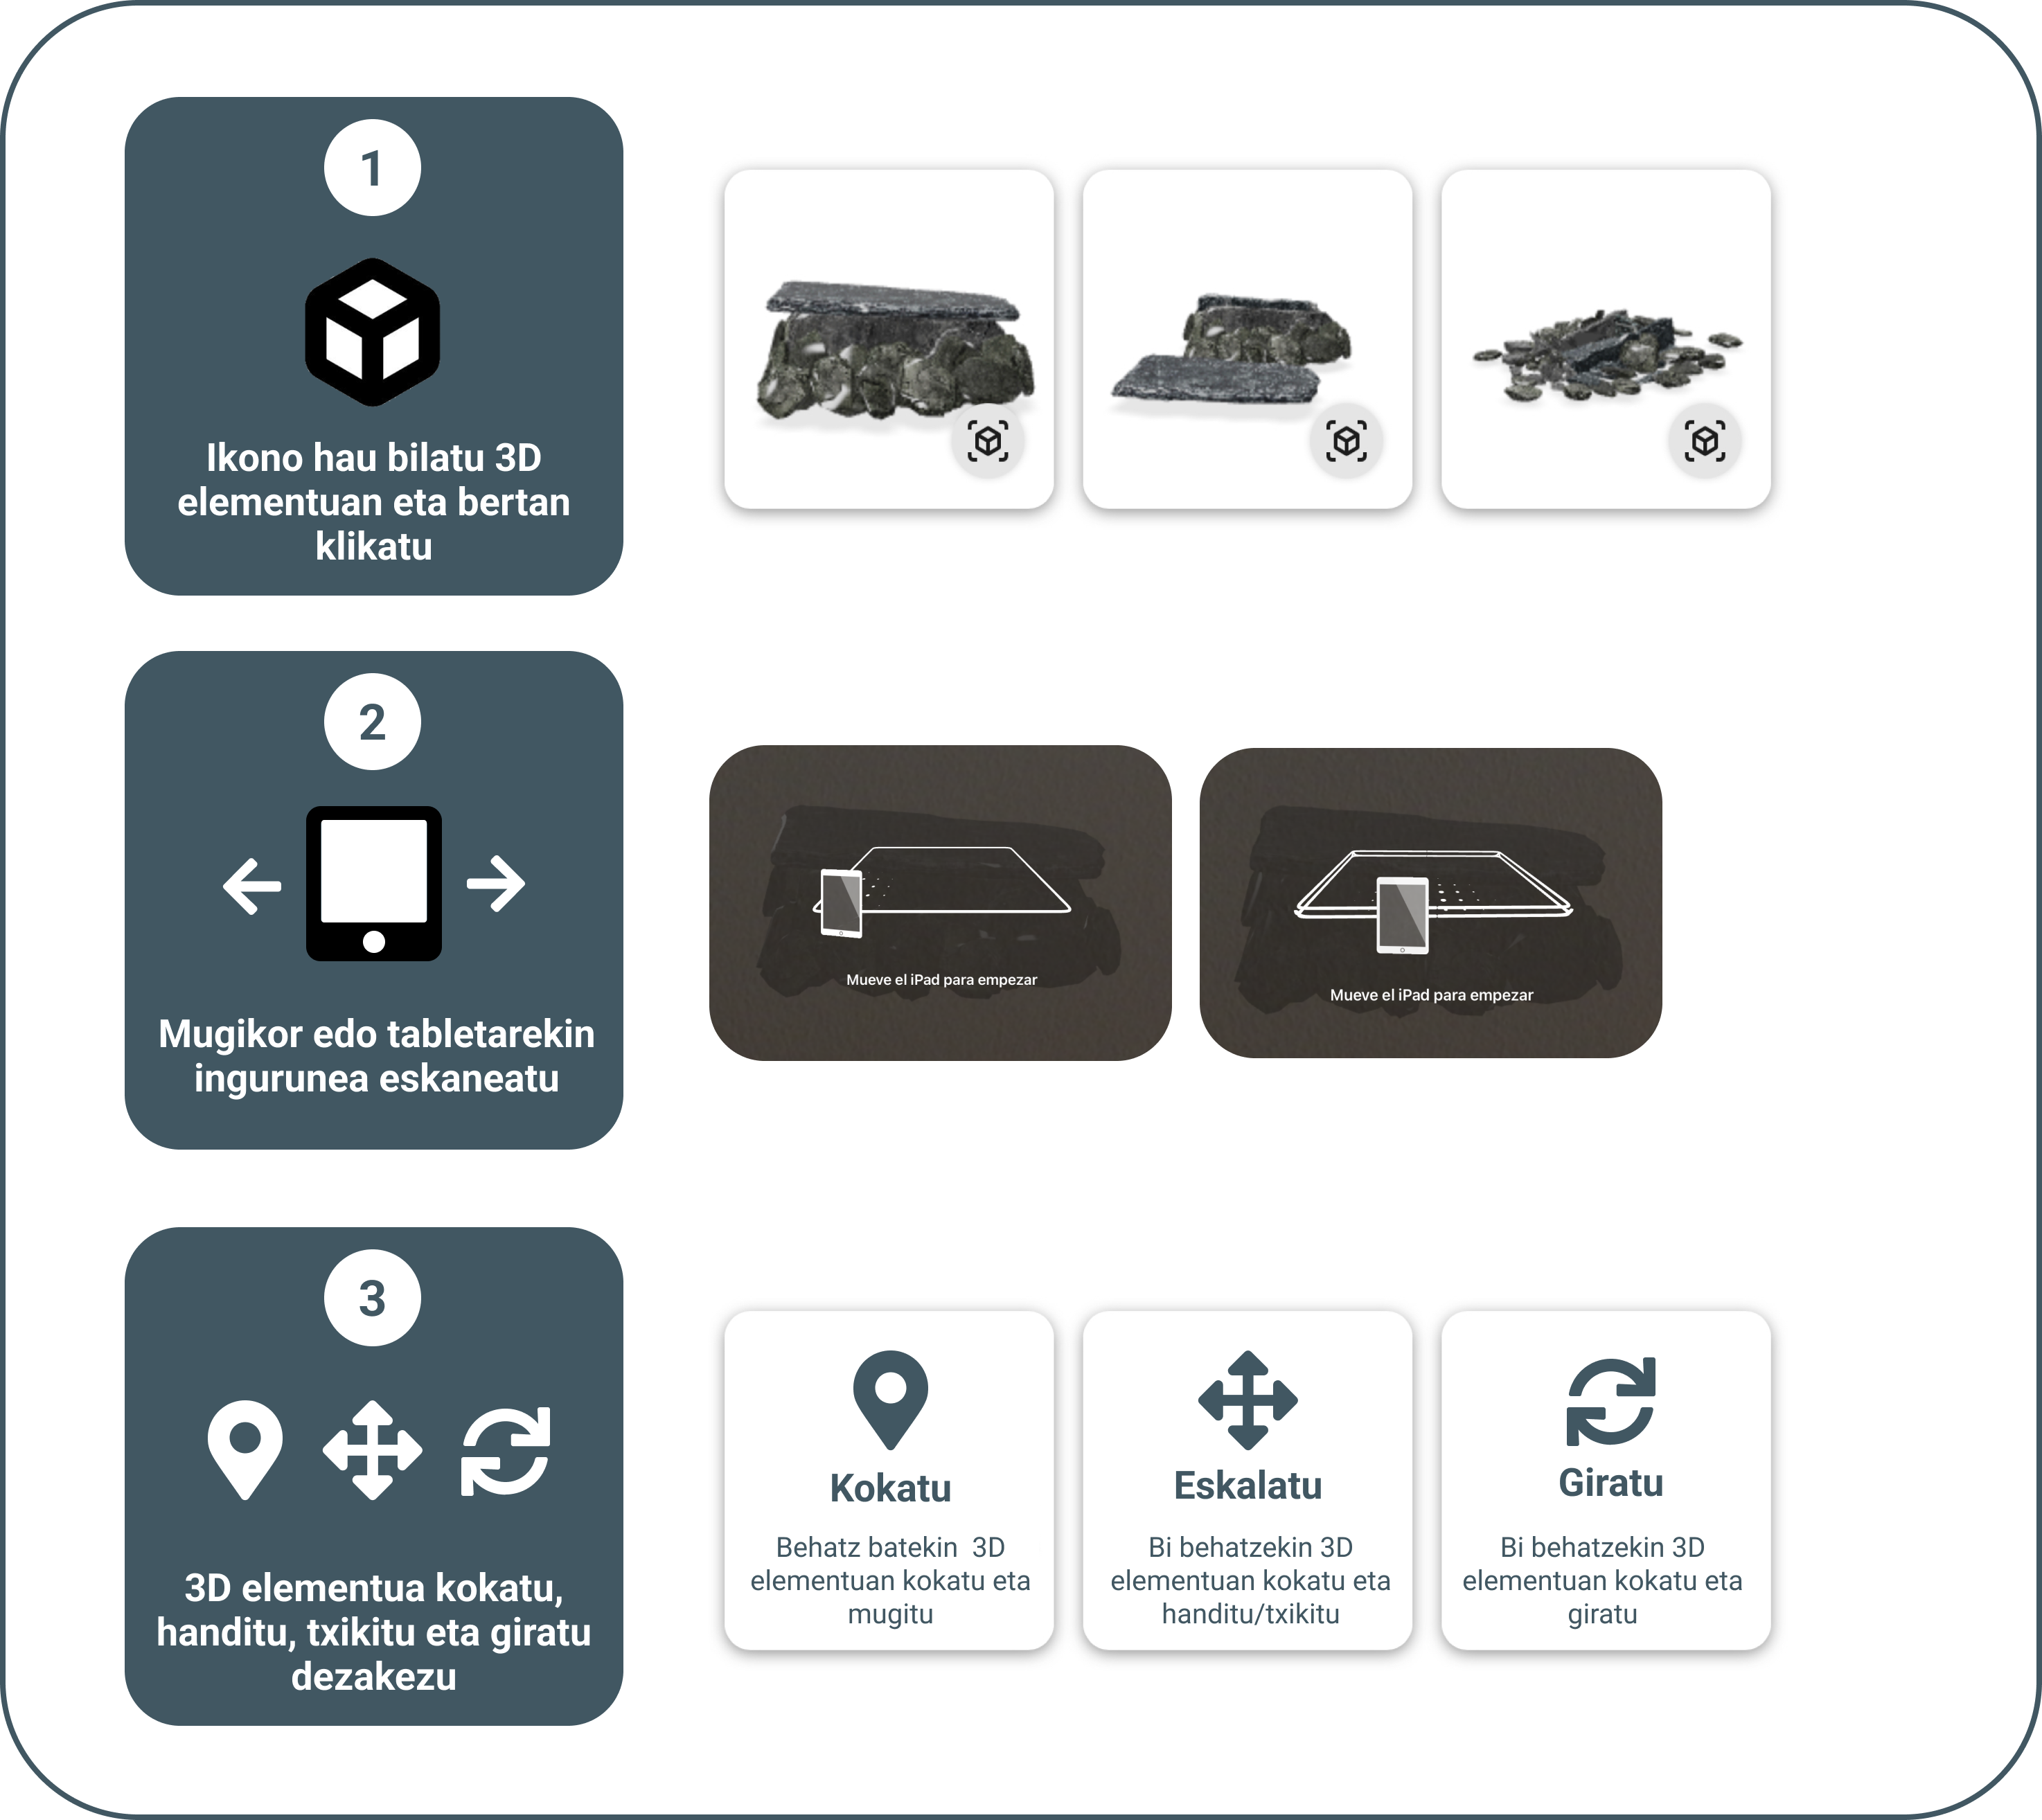 1
Ikono hau bilatu 3D
elementuan eta bertan
klikatu
2
Mugikor edo tabletarekin
ingurunea eskaneatu
Mueve el iPad para empezar
Mueve el iPad para empezar
3
3D elementua kokatu,
handitu, txikitu eta giratu
dezakezu
Kokatu
Behatz batekin 3D
elementuan kokatu eta
mugitu
Eskalatu
Bi behatzekin 3D
elementuan kokatu eta
handitu/txikitu
Giratu
Bi behatzekin 3D
elementuan kokatu eta
giratu